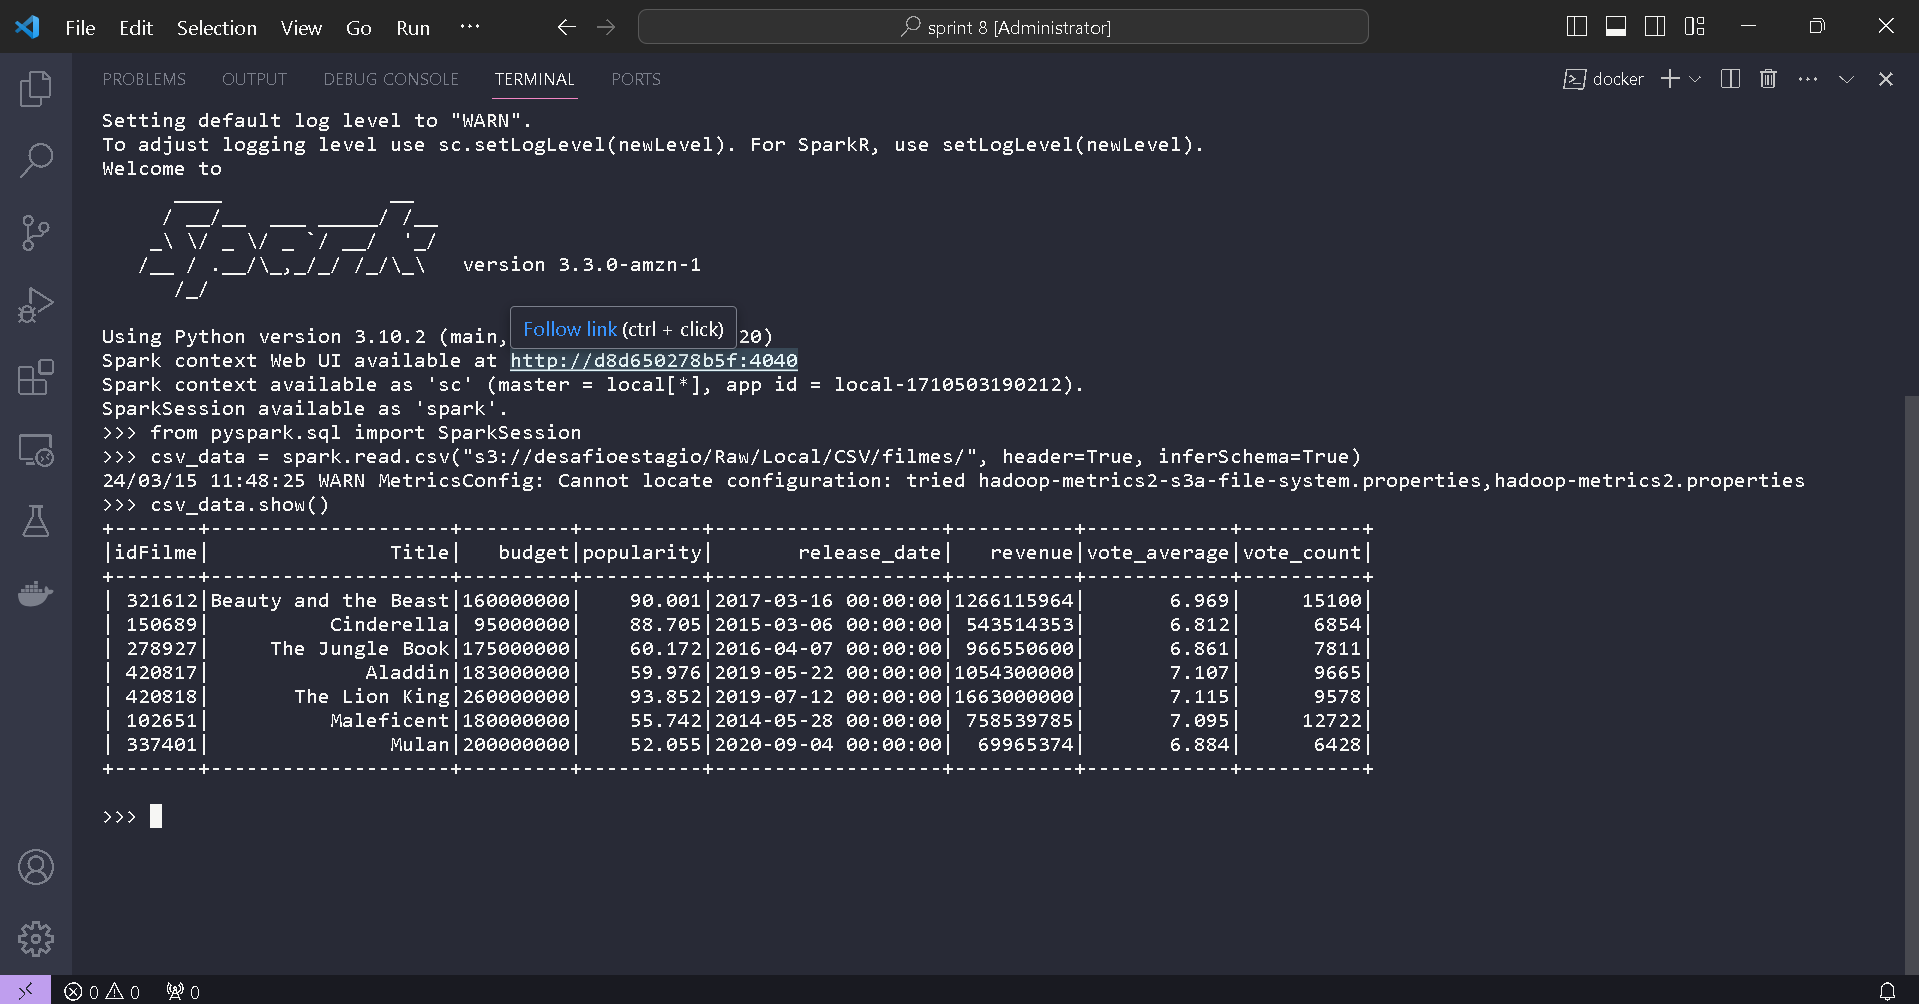 File Edit Selection View Go Run ···
sprint 8 [Administrator]
PROBLEMS OUTPUT DEBUG CONSOLE TERMINAL PORTS
docker
Setting default log level to "WARN".
To adjust logging level use sc.setLogLevel(newLevel). For SparkR, use setLogLevel(newLevel).
Welcome to
      ____              __
     / __/__  ___ _____/ /__
    _\ \/ _ \/ _ `/ __/  '_/
   /__ / .__/\_,_/_/ /_/\_\   version 3.3.0-amzn-1
      /_/
Follow link (ctrl + click)
Using Python version 3.10.2 (main, 20)
Spark context Web UI available at http://d8d650278b5f:4040
Spark context available as 'sc' (master = local[*], app id = local-1710503190212).
SparkSession available as 'spark'.
>>> from pyspark.sql import SparkSession
>>> csv_data = spark.read.csv("s3://desafioestagio/Raw/Local/CSV/filmes/", header=True, inferSchema=True)
24/03/15 11:48:25 WARN MetricsConfig: Cannot locate configuration: tried hadoop-metrics2-s3a-file-system.properties,hadoop-metrics2.properties
>>> csv_data.show()
+-------+--------------------+---------+----------+-------------------+----------+------------+----------+
|idFilme|               Title|   budget|popularity|       release_date|   revenue|vote_average|vote_count|
+-------+--------------------+---------+----------+-------------------+----------+------------+----------+
| 321612|Beauty and the Beast|160000000|    90.001|2017-03-16 00:00:00|1266115964|       6.969|     15100|
| 150689|          Cinderella| 95000000|    88.705|2015-03-06 00:00:00| 543514353|       6.812|      6854|
| 278927|     The Jungle Book|175000000|    60.172|2016-04-07 00:00:00| 966550600|       6.861|      7811|
| 420817|             Aladdin|183000000|    59.976|2019-05-22 00:00:00|1054300000|       7.107|      9665|
| 420818|       The Lion King|260000000|    93.852|2019-07-12 00:00:00|1663000000|       7.115|      9578|
| 102651|          Maleficent|180000000|    55.742|2014-05-28 00:00:00| 758539785|       7.095|     12722|
| 337401|               Mulan|200000000|    52.055|2020-09-04 00:00:00|  69965374|       6.884|      6428|
+-------+--------------------+---------+----------+-------------------+----------+------------+----------+
>>>
0 0 0